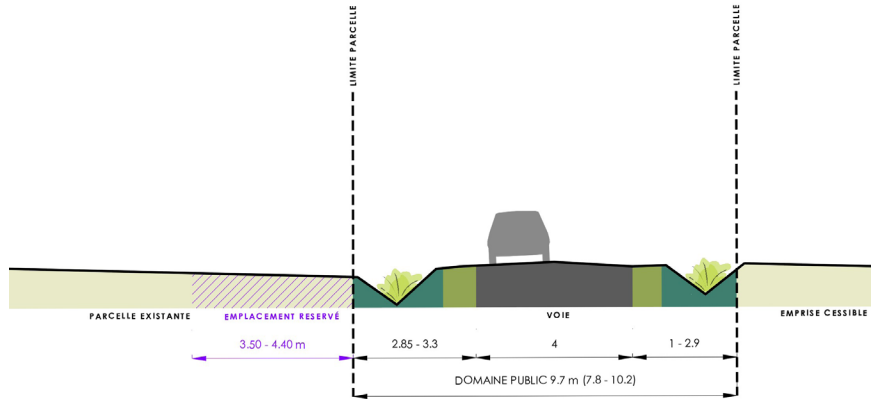 LIMITE PARCELLE
LIMITE PARCELLE
PARCELLE EXISTANTE
EMPLACEMENT RESERVÉ
VOIE
EMPRISE CESSIBLE
3.50 - 4.40 m
2.85 - 3.3
4
1 - 2.9
DOMAINE PUBLIC 9.7 m (7.8 - 10.2)